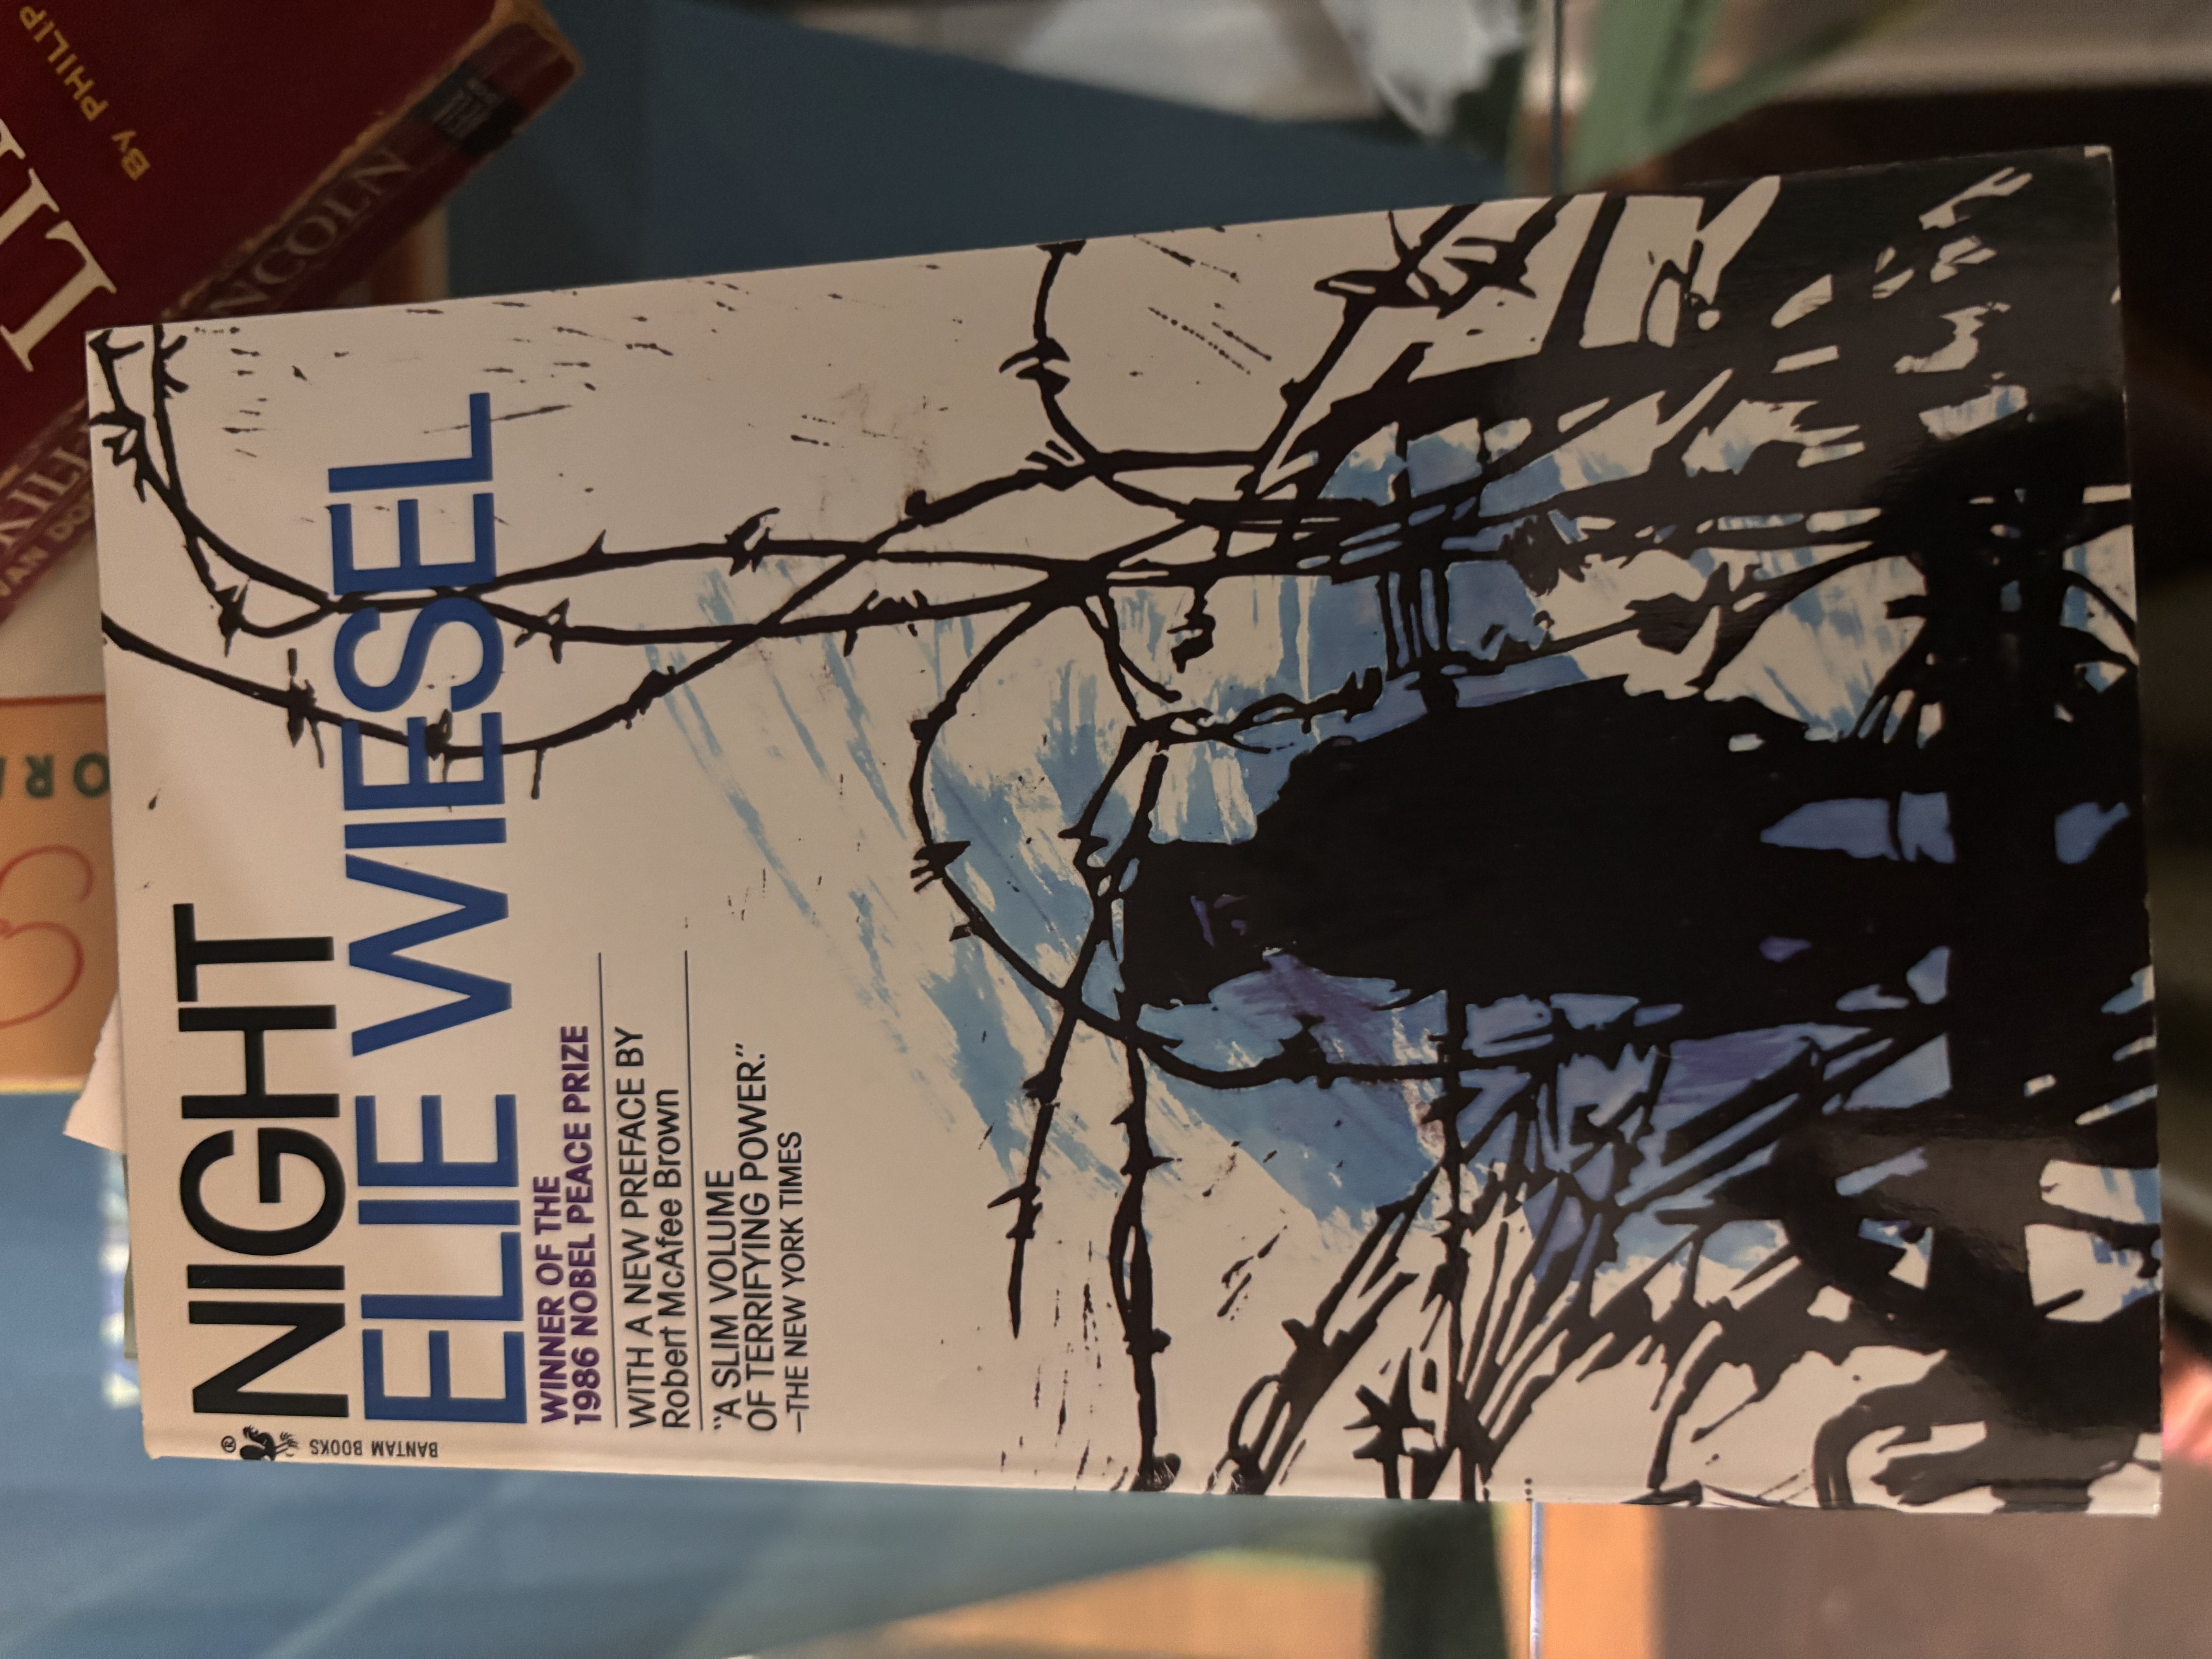 NIGHT
ELIE WIESEL
WINNER OF THE
1986 NOBEL PEACE PRIZE
WITH A NEW PREFACE BY
Robert McAfee Brown
"A SLIM VOLUME
OF TERRIFYING POWER."
—THE NEW YORK TIMES
®
BANTAM BOOKS
By PHILIP